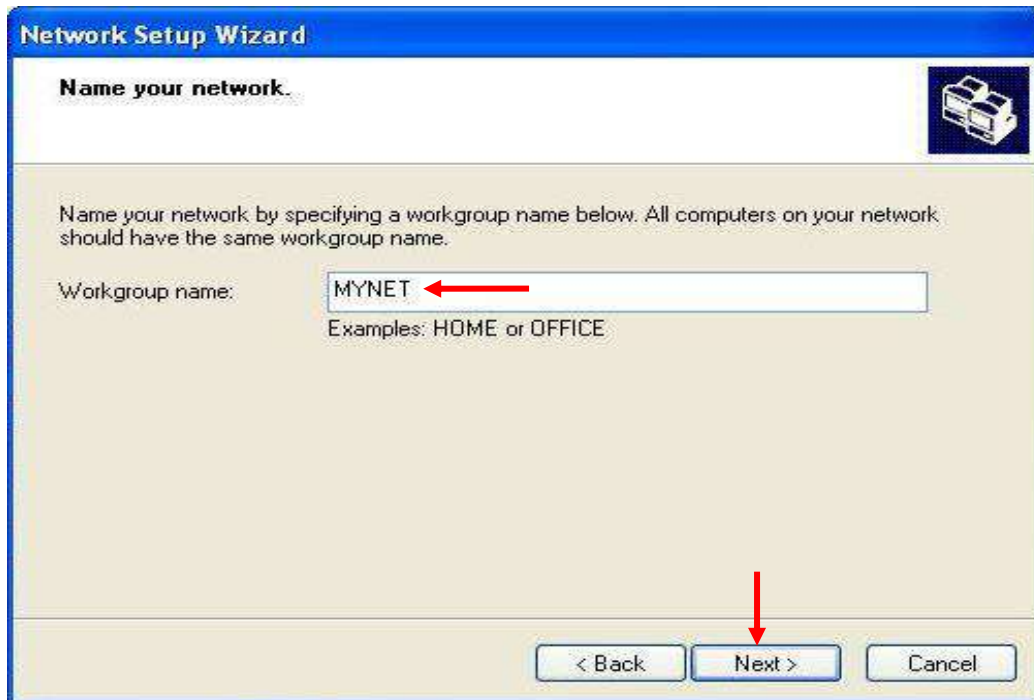 Network Setup Wizard
Name your network.
Name your network by specifying a workgroup name below. All computers on your network
should have the same workgroup name.
Workgroup name: MYNET
Examples: HOME or OFFICE
< Back Next > Cancel